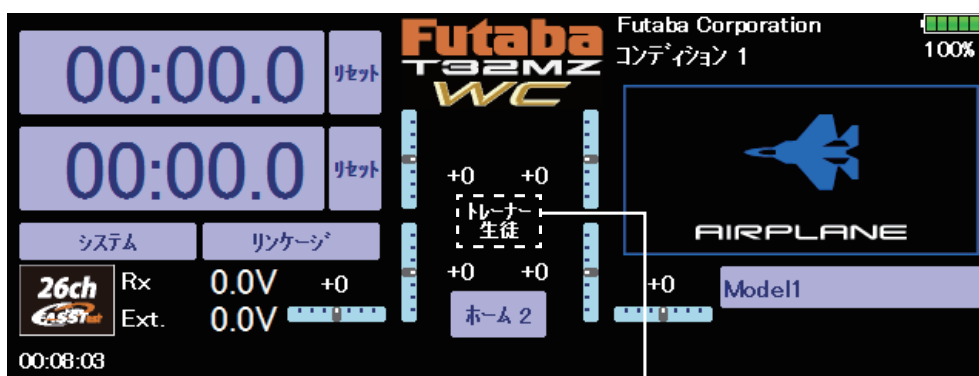 00:00.0
リセット
00:00.0
リセット
システム
リンケージ
26ch
FASSTest
Rx 0.0V
Ext. 0.0V
00:08:03
Futaba
T32MZ
WC
+0 +0
トレーナー
生徒
+0 +0
+0
+0
ホーム 2
Futaba Corporation
コンディション 1
100%
AIRPLANE
Model1